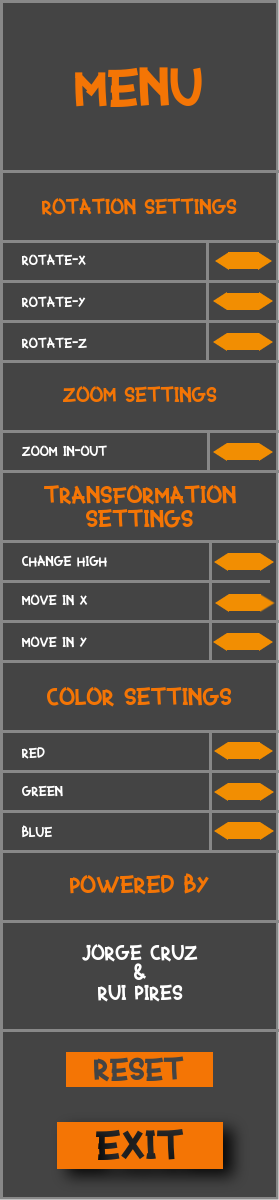 MENU
ROTATION SETTINGS
ROTATE-X
ROTATE-Y
ROTATE-Z
ZOOM SETTINGS
ZOOM IN-OUT
TRANSFORMATION
SETTINGS
CHANGE HIGH
MOVE IN X
MOVE IN Y
COLOR SETTINGS
RED
GREEN
BLUE
POWERED BY
JORGE CRUZ
&
RUI PIRES
RESET
EXIT